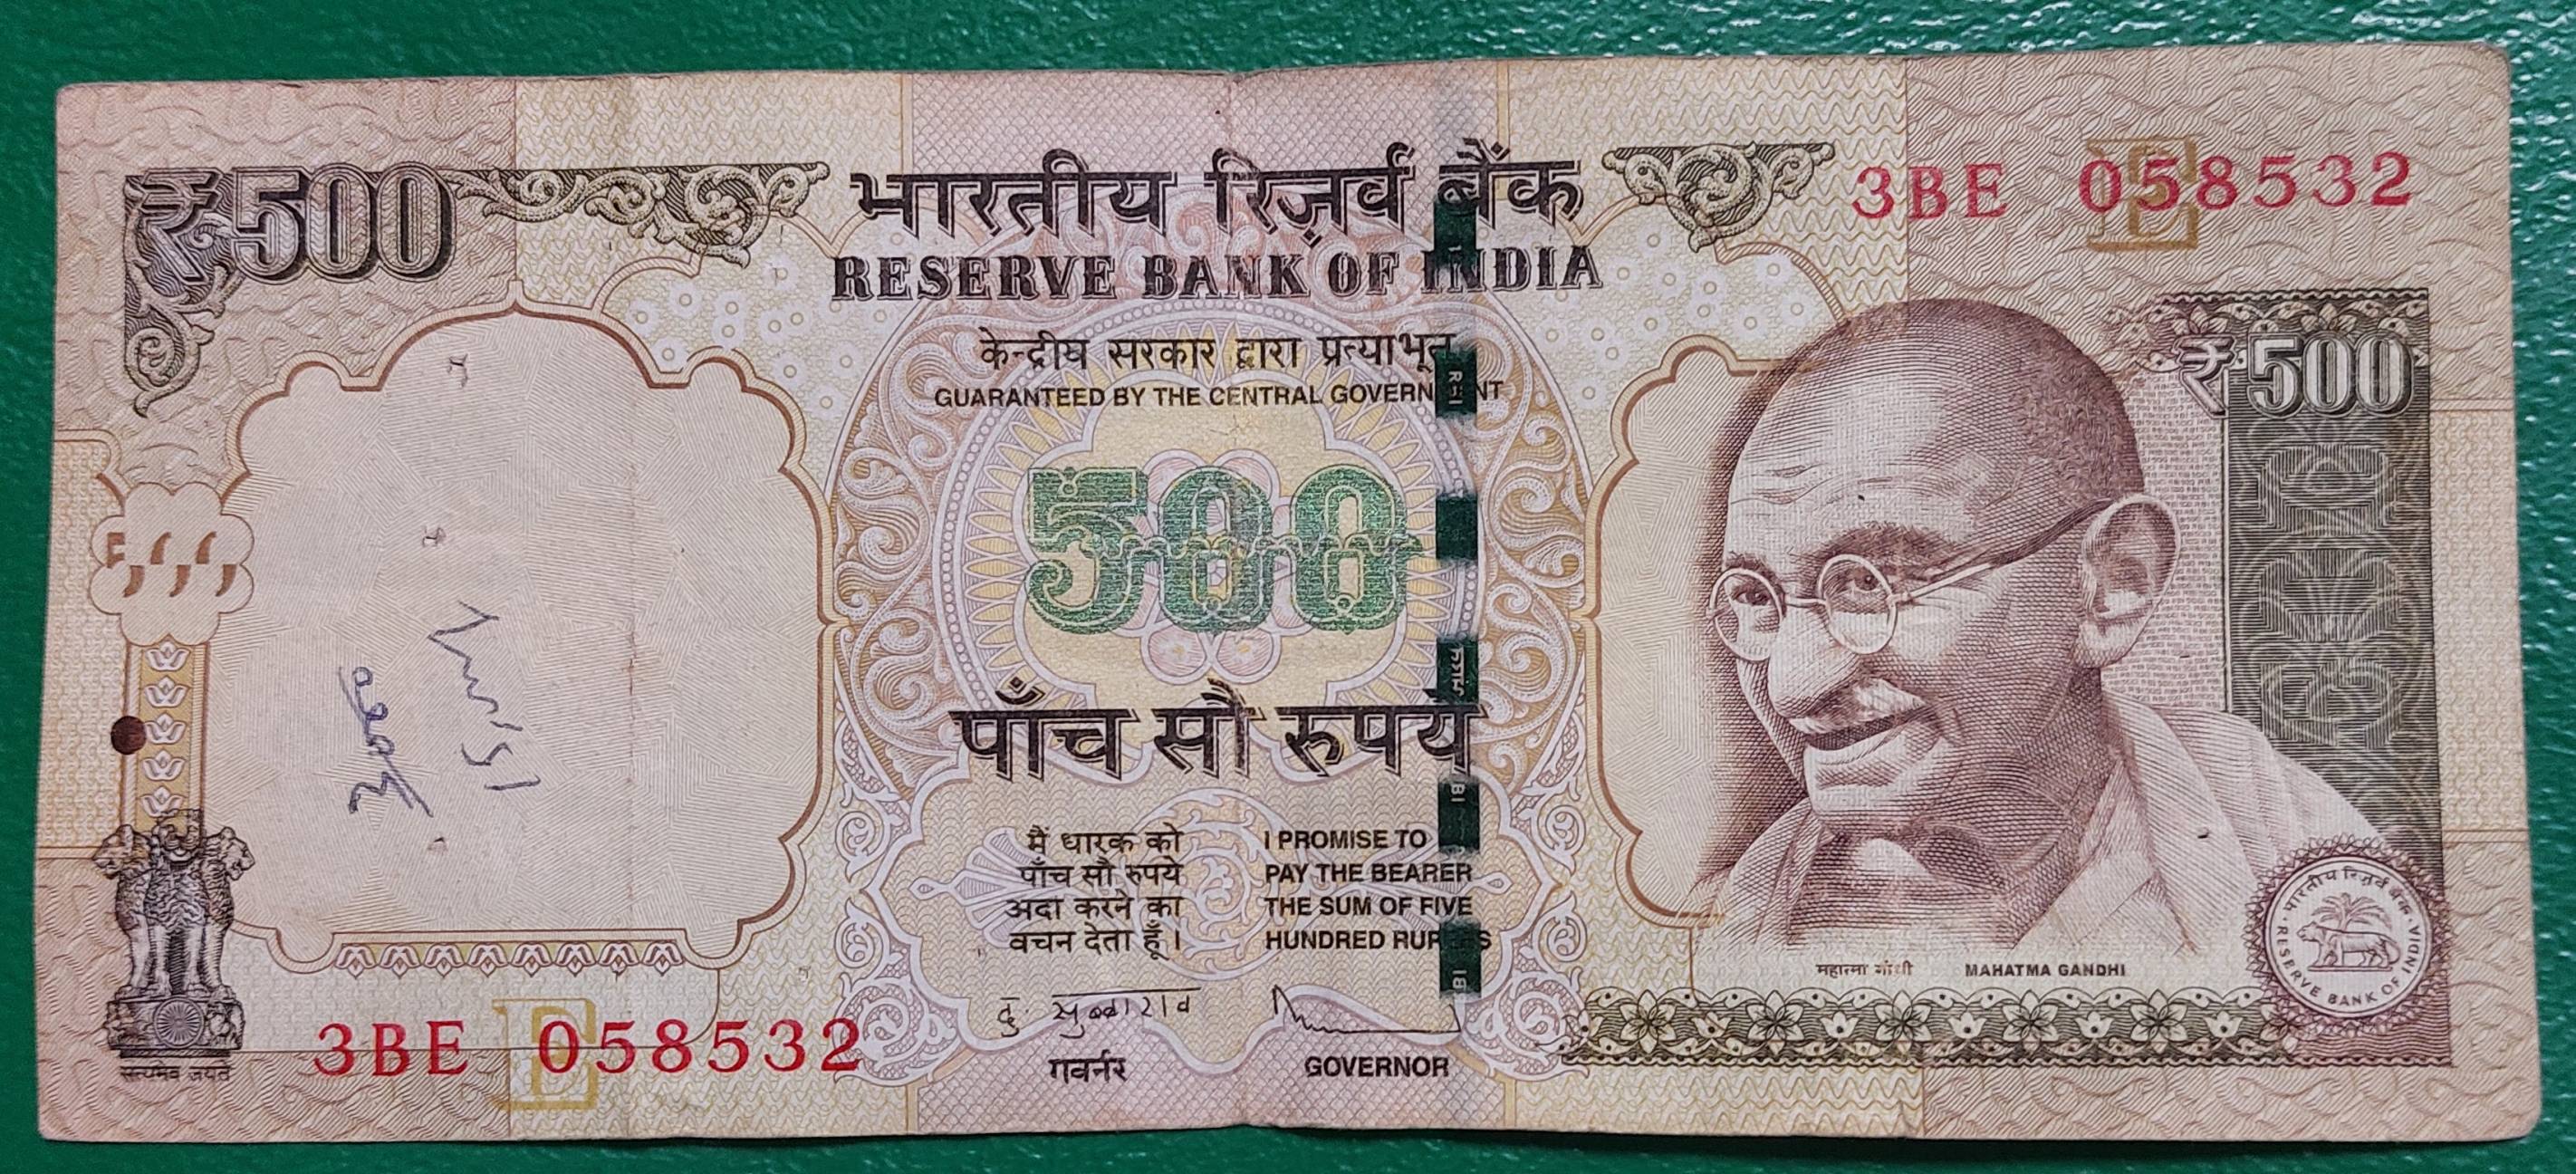 ₹500
भारतीय रिज़र्व बैंक
RESERVE BANK OF INDIA
3BE 058532
केन्द्रीय सरकार द्वारा प्रत्याभूत
GUARANTEED BY THE CENTRAL GOVERNMENT
₹500
500
पाँच सौ रुपये
मैं धारक को
पाँच सौ रुपये
अदा करने का
वचन देता हूँ।
I PROMISE TO
PAY THE BEARER
THE SUM OF FIVE
HUNDRED RUPEES
गवर्नर
GOVERNOR
महात्मा गाँधी MAHATMA GANDHI
भारतीय रिज़र्व बैंक
RESERVE BANK OF INDIA
सत्यमेव जयते
3BE 058532